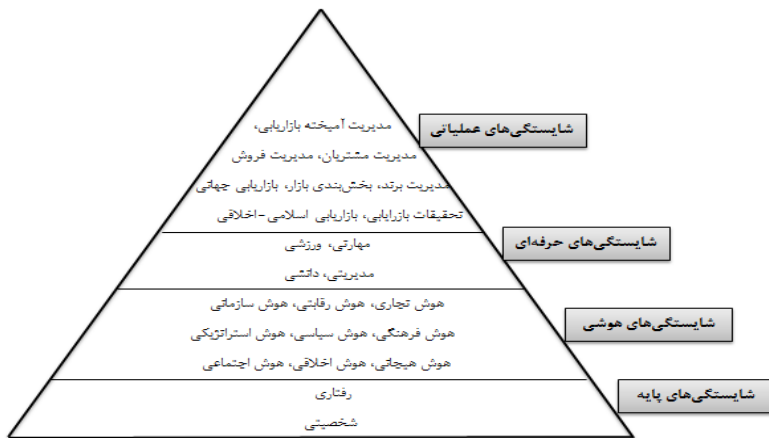 مدیریت آمیخته بازاریابی،
شایستگی‌های عملیاتی
مدیریت مشتریان، مدیریت فروش
مدیریت برند، بخش‌بندی بازار، بازاریابی جهانی
تحقیقات بازرایابی، بازاریابی اسلامی-اخلاقی
شایستگی‌های حرفه‌ای
مهارتی، ورزشی
مدیریتی، دانشی
هوش تجاری، هوش رقابتی، هوش سازمانی
شایستگی‌های هوشی
هوش فرهنگی، هوش سیاسی، هوش استراتژیکی
هوش هیجانی، هوش اخلاقی، هوش اجتماعی
شایستگی‌های پایه
رفتاری
شخصیتی